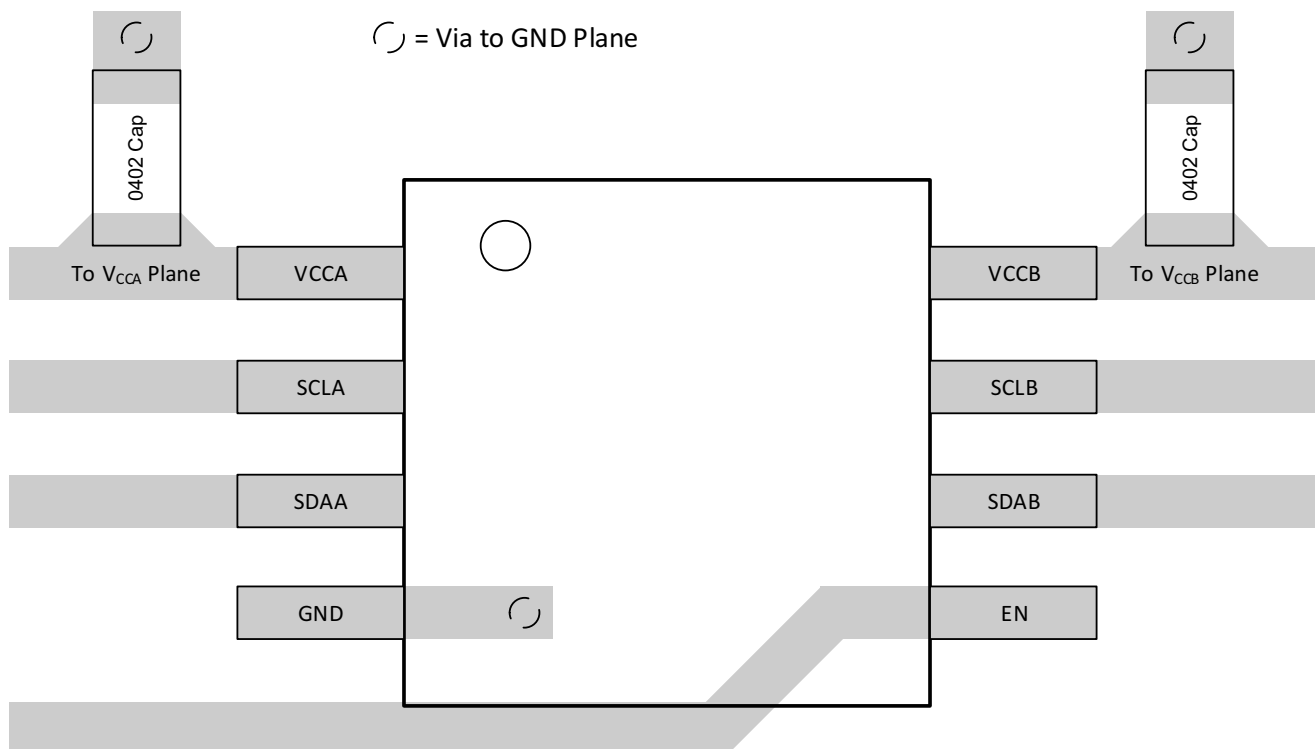 = Via to GND Plane
0402 Cap
0402 Cap
To VCCA Plane
VCCA
VCCB
To VCCB Plane
SCLA
SCLB
SDAA
SDAB
GND
EN